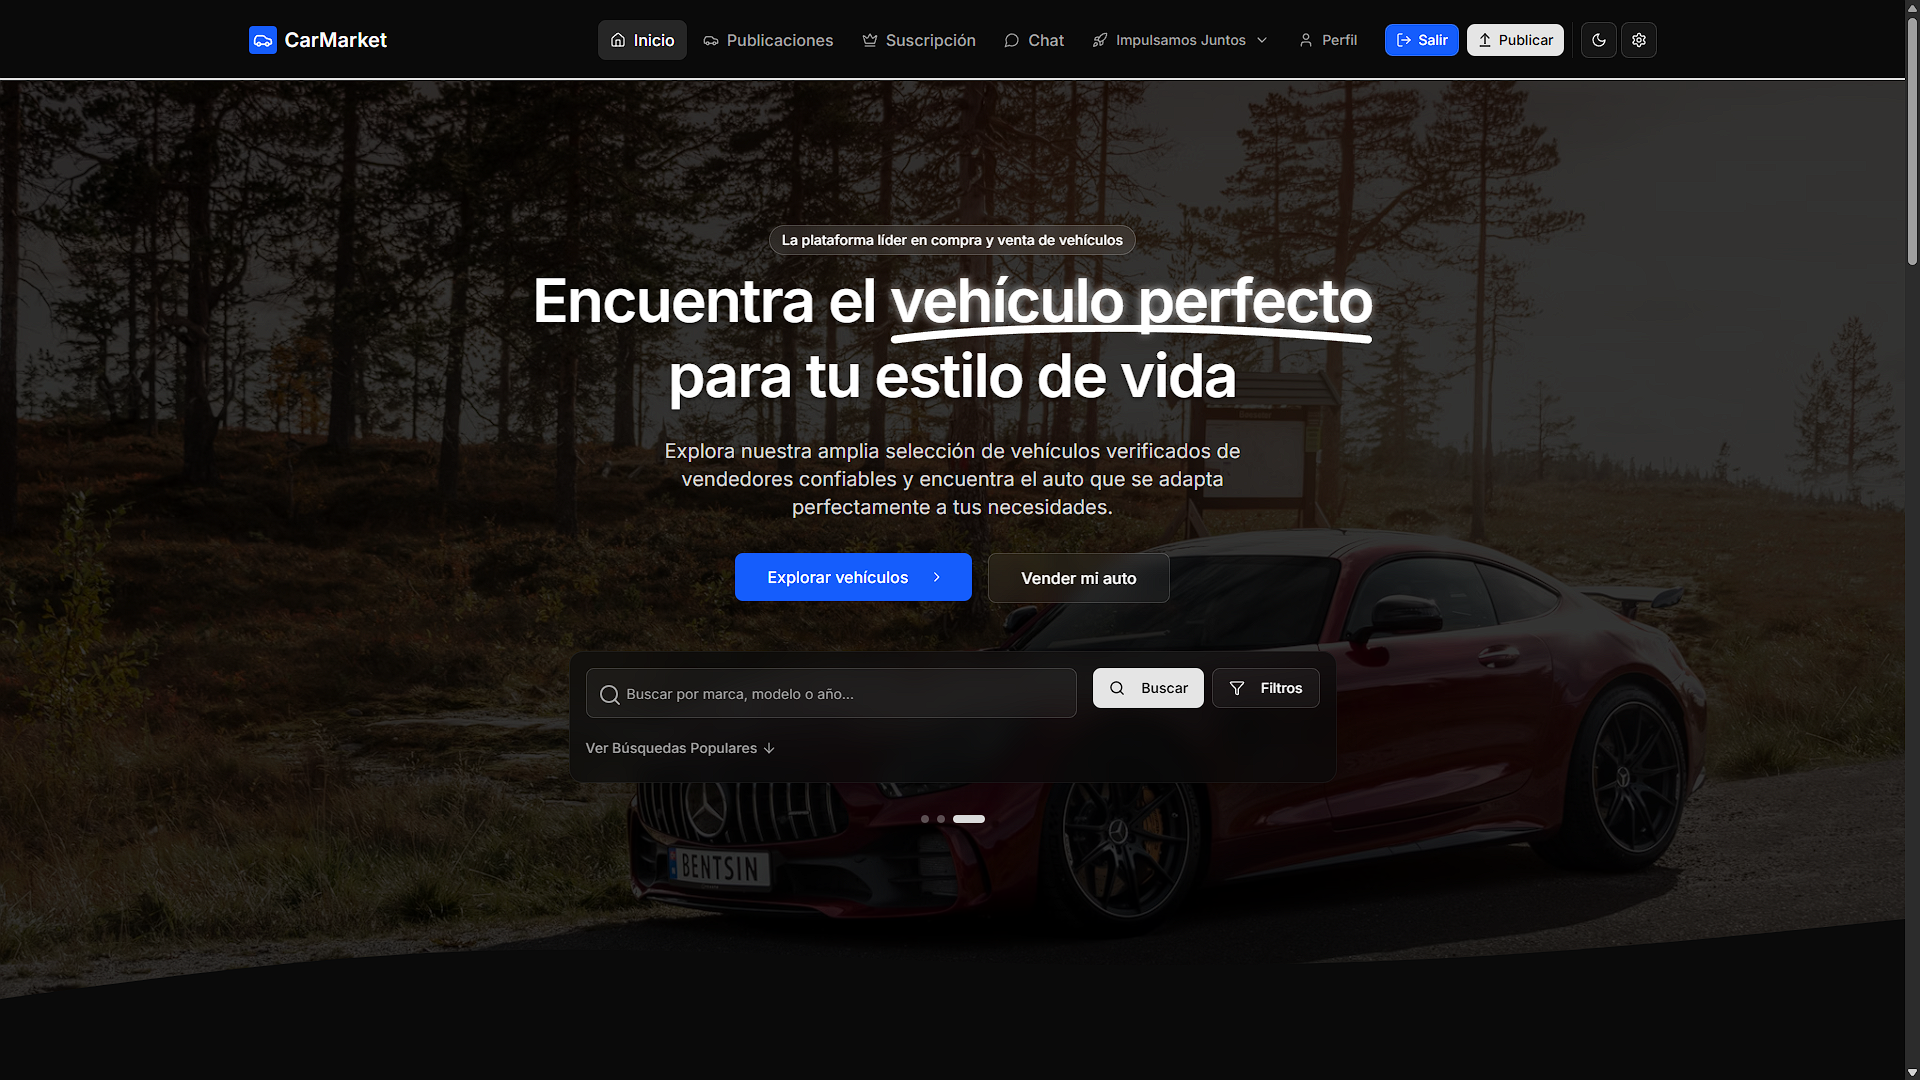 CarMarket
Inicio
Publicaciones
Suscripción
Chat
Impulsamos Juntos
Perfil
Salir
Publicar
La plataforma líder en compra y venta de vehículos
Encuentra el vehículo perfecto
para tu estilo de vida
Explora nuestra amplia selección de vehículos verificados de
vendedores confiables y encuentra el auto que se adapta
perfectamente a tus necesidades.
Explorar vehículos
Vender mi auto
Buscar por marca, modelo o año...
Buscar
Filtros
Ver Búsquedas Populares
BENTSIN